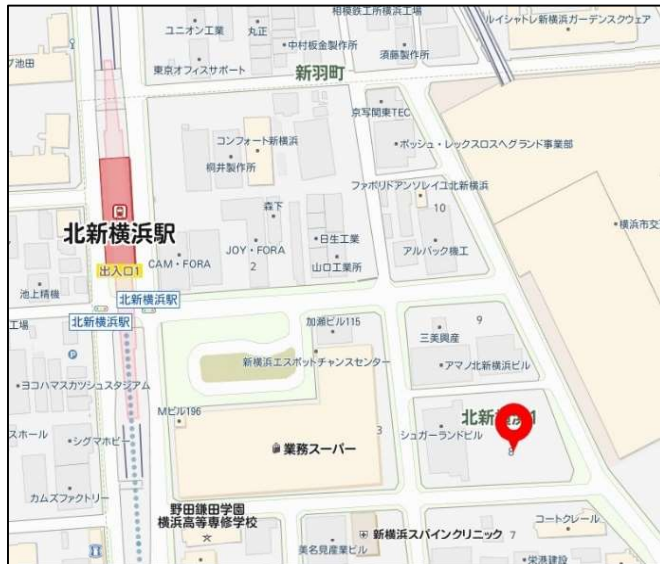 相模鉄工所横浜工場
ユニオン工業
丸正
ルイシャトレ新横浜ガーデンスクウェア
中村板金製作所
須藤製作所
池田
東京オフィスサポート
新羽町
京写関東TEC
コンフォート新横浜
ボッシュ・レックスロスヘグランド事業部
桐井製作所
ファボリドアンソレイユ北新横浜
森下
10
横浜市交
北新横浜駅
日生工業
JOY・FORA
アルバック機工
CAM・FORA
2
山口工業所
出入口1
池上精機
北新横浜駅
北新横浜駅
工場
加瀬ビル115
9
三美興産
新横浜エスポットチャンスセンター
アマノ北新横浜ビル
ヨコハマスカッシュスタジアム
Mビル196
北新横浜1
スホール
シグマホビー
3
シュガーランドビル
業務スーパー
8
カムズファクトリー
野田鎌田学園
横浜高等専修学校
コートクレール
新横浜スパインクリニック
7
美名見産業ビル
栄港建設